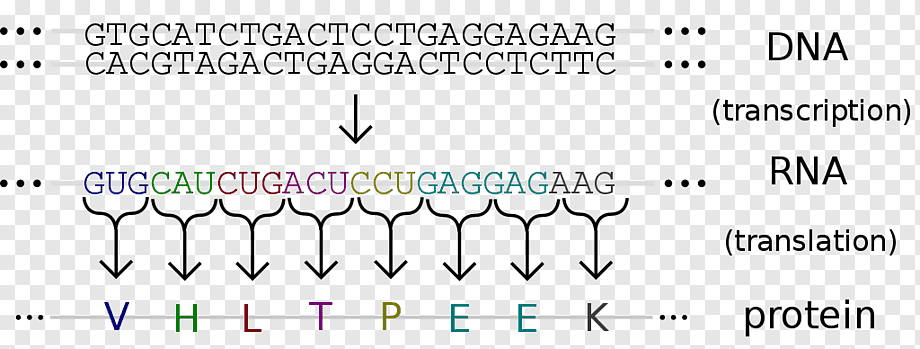 ... GTGCATCTGACTCCTGAGGAGAAG ... DNA
... CACGTAGACTGAGGACTCCTCTTC ...
(transcription)
... GUGCAUCUGACUCCUGAGGAGAAG ... RNA
(translation)
... V H L T P E E K ... protein